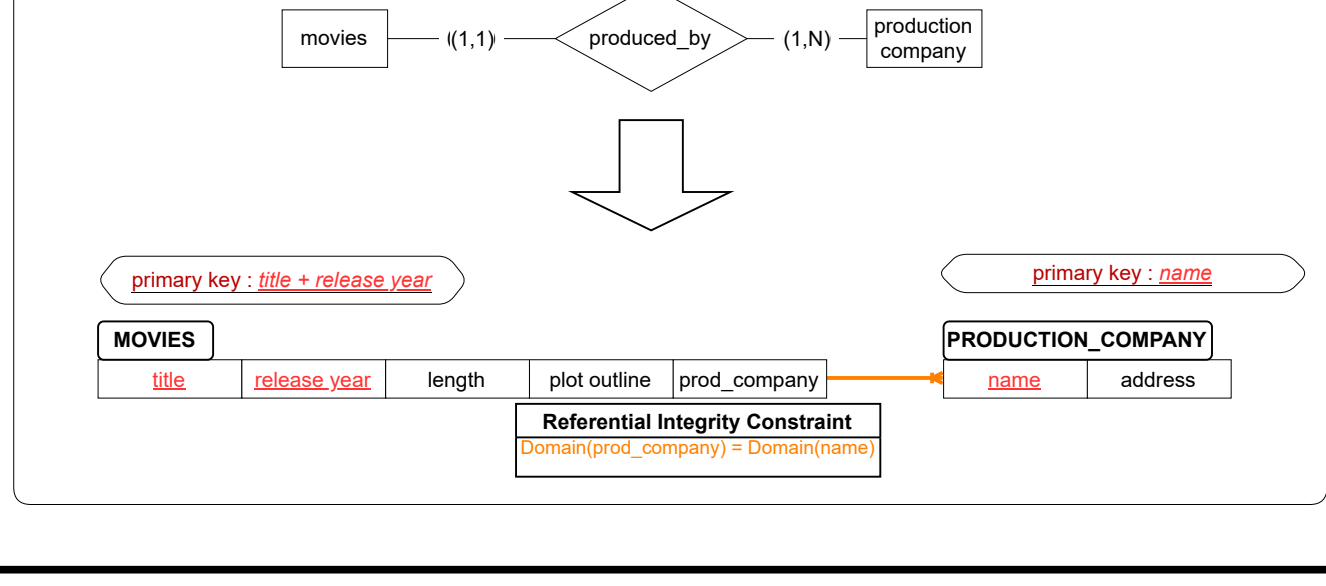 movies
(1,1)
produced_by
(1,N)
production
company
primary key : title + release year
primary key : name
MOVIES
PRODUCTION_COMPANY
title
release year
length
plot outline
prod_company
name
address
Referential Integrity Constraint
Domain(prod_company) = Domain(name)